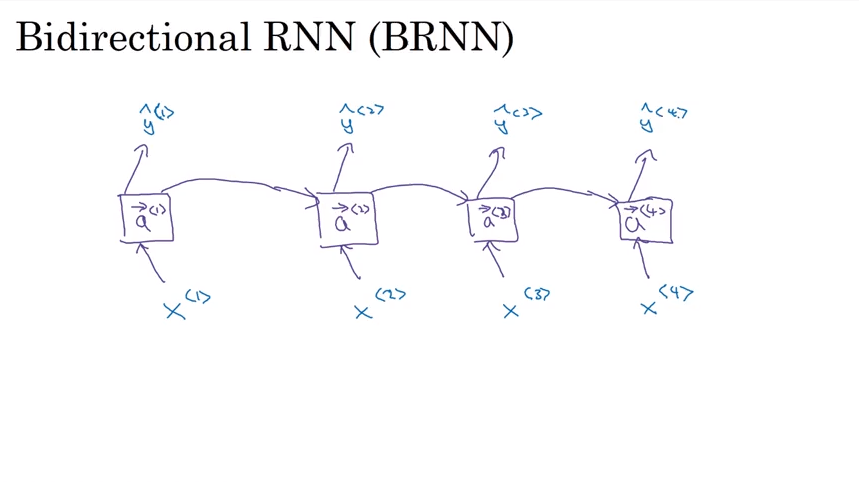 Bidirectional RNN (BRNN)
ŷ<1> ŷ<2> ŷ<3> ŷ<4>
a⃗<1> a⃗<2> a⃗<3> a⃗<4>
x<1> x<2> x<3> x<4>